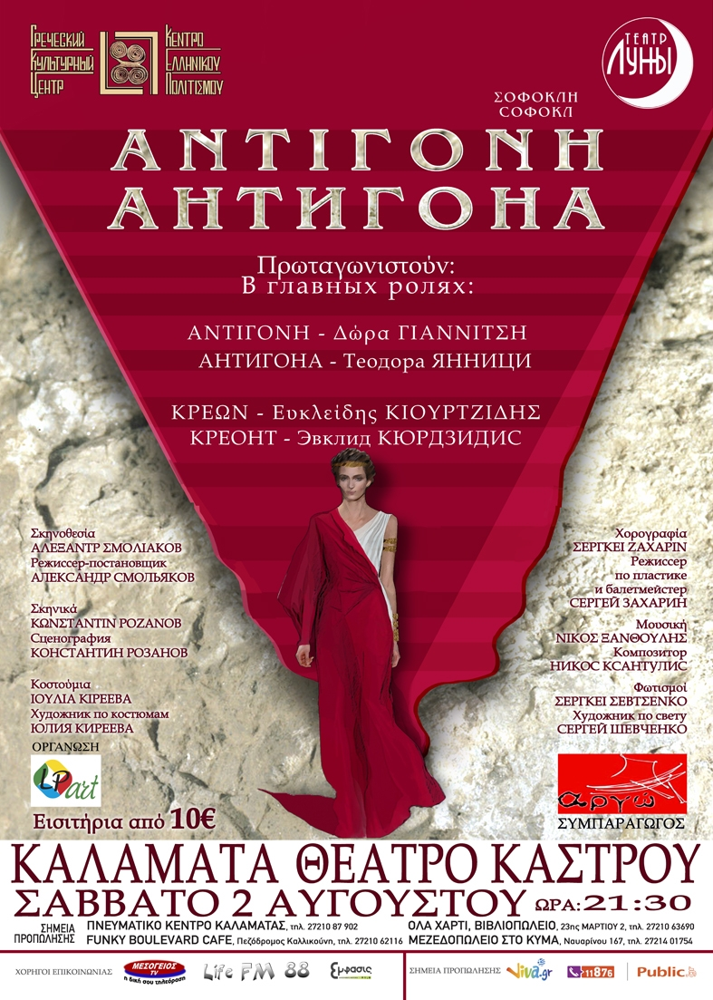 ГРЕЧЕСКИЙ
КУЛЬТУРНЫЙ
ЦЕНТР
ΚΕΝΤΡΟ
ΕΛΛΗΝΙΚΟΥ
ΠΟΛΙΤΙΣΜΟΥ
ТЕАТР
ЛУНЫ
ΣΟΦΟΚΛΗ
СОФОКЛ
ΑΝΤΙΓΟΝΗ
АНТИГОНА
Πρωταγωνιστούν:
В главных ролях:
ΑΝΤΙΓΟΝΗ - Δώρα ΓΙΑΝΝΙΤΣΗ
АНТИГОНА - Теодора ЯННИЦИ
ΚΡΕΩΝ - Ευκλείδης ΚΙΟΥΡΤΖΙΔΗΣ
КРЕОНТ - Эвклид КЮРДЗИДИС
Σκηνοθεσία
ΑΛΕΞΑΝΤΡ ΣΜΟΛΙΑΚΟΒ
Режиссер-постановщик
АЛЕКСАНДР СМОЛЬЯКОВ
Σκηνικά
ΚΩΝΣΤΑΝΤΙΝ ΡΟΖΑΝΟΒ
Сценография
КОНСТАНТИН РОЗАНОВ
Κοστούμια
ΙΟΥΛΙΑ ΚΙΡΕΕΒΑ
Художник по костюмам
ЮЛИЯ КИРЕЕВА
ΟΡΓΑΝΩΣΗ
LPart
Εισιτήρια από 10€
Χορογραφία
ΣΕΡΓΚΕΙ ΖΑΧΑΡΙΝ
Режиссер
по пластике
и балетмейстер
СЕРГЕЙ ЗАХАРИН
Μουσική
ΝΙΚΟΣ ΞΑΝΘΟΥΛΗΣ
Композитор
НИКОС КСАНТУЛИС
Φωτισμοί
ΣΕΡΓΚΕΙ ΣΕΒΤΣΕΝΚΟ
Художник по свету
СЕРГЕЙ ШЕВЧЕНКО
αργώ
ΣΥΜΠΑΡΑΓΩΓΟΣ
ΚΑΛΑΜΑΤΑ ΘΕΑΤΡΟ ΚΑΣΤΡΟΥ
ΣΑΒΒΑΤΟ 2 ΑΥΓΟΥΣΤΟΥ ΩΡΑ: 21:30
ΣΗΜΕΙΑ
ΠΡΟΠΩΛΗΣΗΣ
ΠΝΕΥΜΑΤΙΚΟ ΚΕΝΤΡΟ ΚΑΛΑΜΑΤΑΣ, τηλ. 27210 87 902
ΟΛΑ ΧΑΡΤΙ, ΒΙΒΛΙΟΠΩΛΕΙΟ, 23ης ΜΑΡΤΙΟΥ 2, τηλ. 27210 63690
FUNKY BOULEVARD CAFE, Πεζόδρομος Καλλικούνη, τηλ. 27210 62116
ΜΕΖΕΔΟΠΩΛΕΙΟ ΣΤΟ ΚΥΜΑ, Ναυαρίνου 167, τηλ. 27214 01754
ΧΟΡΗΓΟΙ ΕΠΙΚΟΙΝΩΝΙΑΣ
ΜΕΣΟΓΕΙΟΣ
TV
η δική σου τηλεόραση
Life FM 88
έμφασις
ΣΗΜΕΙΑ ΠΡΟΠΩΛΗΣΗΣ
viva.gr
11876
Public